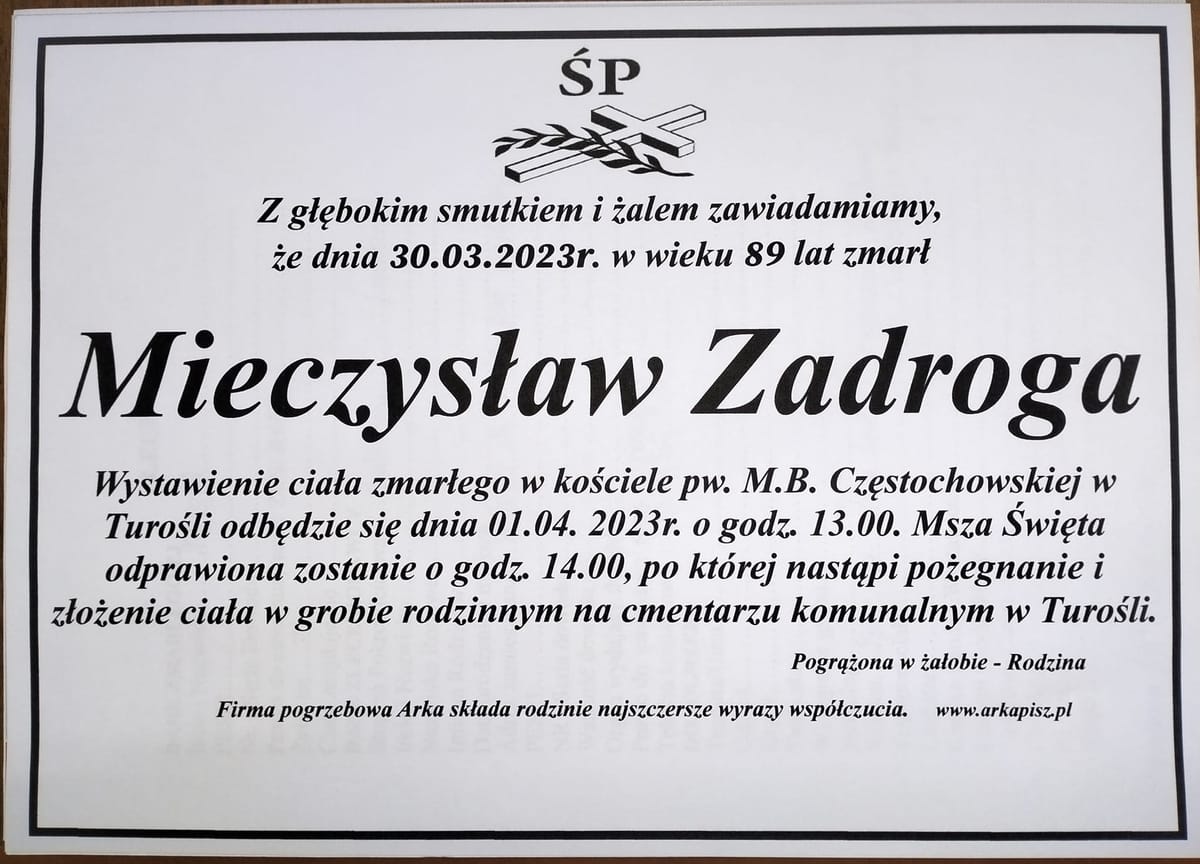 ŚP
Z głębokim smutkiem i żalem zawiadamiamy,
że dnia 30.03.2023r. w wieku 89 lat zmarł
Mieczysław Zadroga
Wystawienie ciała zmarłego w kościele pw. M.B. Częstochowskiej w
Turośli odbędzie się dnia 01.04. 2023r. o godz. 13.00. Msza Święta
odprawiona zostanie o godz. 14.00, po której nastąpi pożegnanie i
złożenie ciała w grobie rodzinnym na cmentarzu komunalnym w Turośli.
Pogrążona w żałobie - Rodzina
Firma pogrzebowa Arka składa rodzinie najszczersze wyrazy współczucia. www.arkapisz.pl